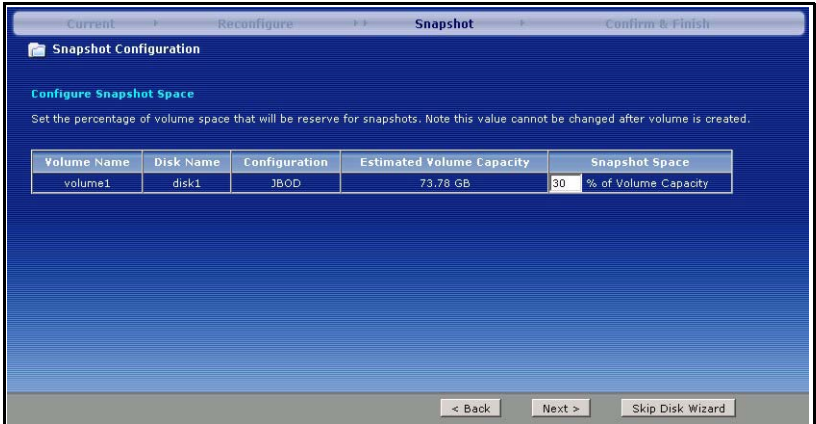 Current Reconfigure Snapshot Confirm & Finish
Snapshot Configuration
Configure Snapshot Space
Set the percentage of volume space that will be reserve for snapshots. Note this value cannot be changed after volume is created.
Volume Name Disk Name Configuration Estimated Volume Capacity Snapshot Space
volume1 disk1 JBOD 73.78 GB 30 % of Volume Capacity
< Back Next > Skip Disk Wizard